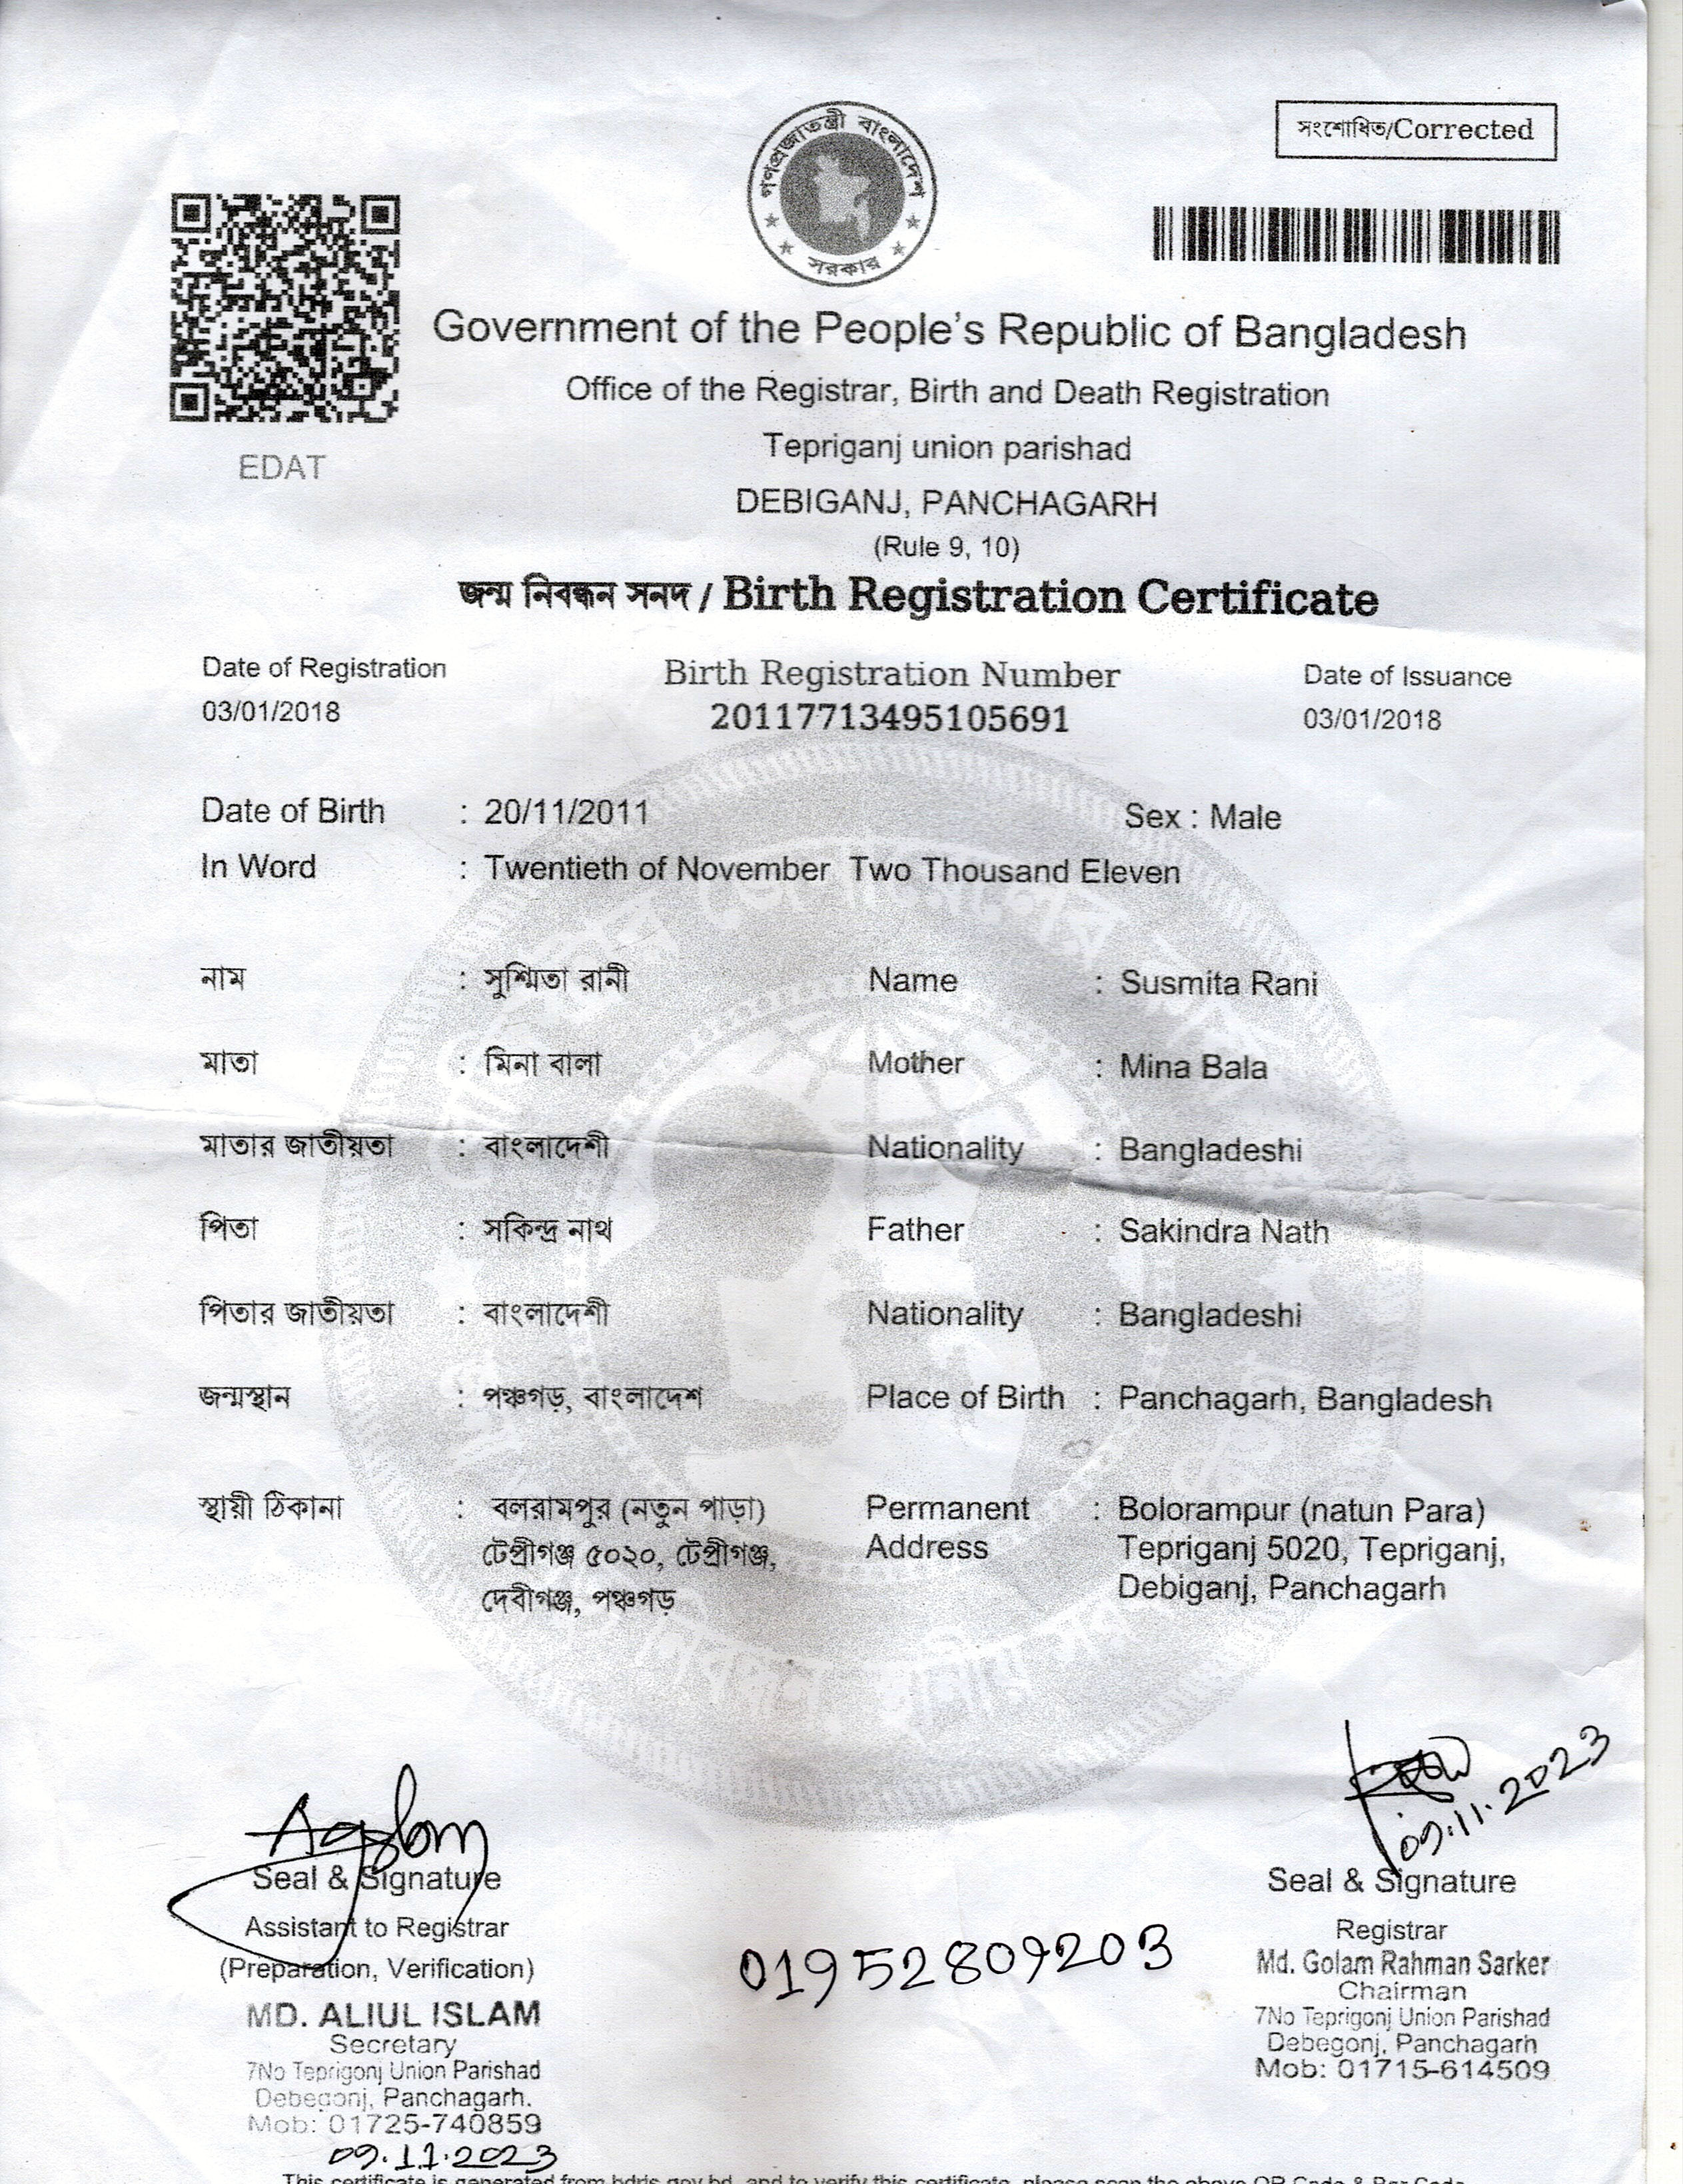 গণপ্রজাতন্ত্রী বাংলাদেশ
সরকার
সংশোধিত/Corrected
EDAT
Government of the People's Republic of Bangladesh
Office of the Registrar, Birth and Death Registration
Tepriganj union parishad
DEBIGANJ, PANCHAGARH
(Rule 9, 10)
জন্ম নিবন্ধন সনদ / Birth Registration Certificate
Date of Registration Birth Registration Number Date of Issuance
03/01/2018 20117713495105691 03/01/2018
Date of Birth : 20/11/2011 Sex : Male
In Word : Twentieth of November Two Thousand Eleven
নাম : সুশ্মিতা রানী Name : Susmita Rani
মাতা : মিনা বালা Mother : Mina Bala
মাতার জাতীয়তা : বাংলাদেশী Nationality : Bangladeshi
পিতা : সকিন্দ্র নাথ Father : Sakindra Nath
পিতার জাতীয়তা : বাংলাদেশী Nationality : Bangladeshi
জন্মস্থান : পঞ্চগড়, বাংলাদেশ Place of Birth : Panchagarh, Bangladesh
স্থায়ী ঠিকানা : বলরামপুর (নতুন পাড়া) Permanent : Bolorampur (natun Para)
টেপ্রীগঞ্জ ৫০২০, টেপ্রীগঞ্জ, Address Tepriganj 5020, Tepriganj,
দেবীগঞ্জ, পঞ্চগড় Debiganj, Panchagarh
09.11.2023
Seal & Signature Seal & Signature
Assistant to Registrar Registrar
(Preparation, Verification) 01952809203 Md. Golam Rahman Sarker
MD. ALIUL ISLAM Chairman
Secretary 7No Teprigonj Union Parishad
7No Teprigonj Union Parishad Debegonj, Panchagarh
Debegonj, Panchagarh. Mob: 01715-614509
Mob: 01725-740859
09.11.2023
This certificate is generated from bdris.gov.bd, and to verify this certificate, please scan the above QR Code & Bar Code